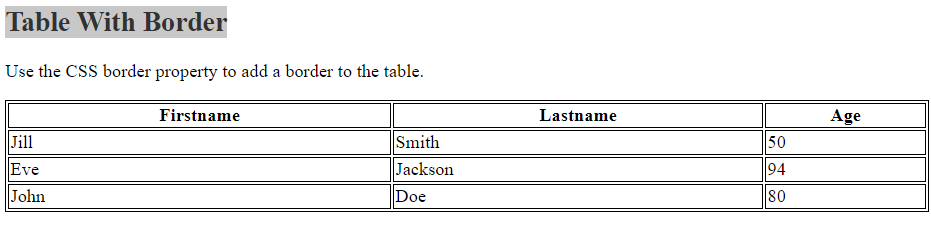 Table With Border
Use the CSS border property to add a border to the table.
Firstname Lastname Age
Jill Smith 50
Eve Jackson 94
John Doe 80